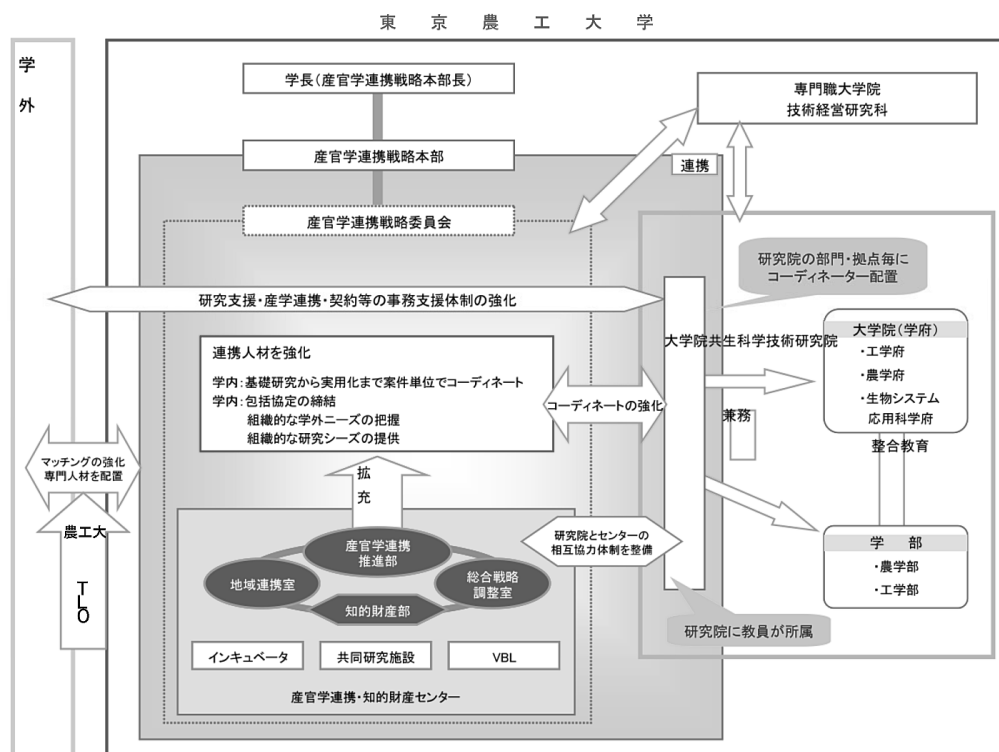 東京農工大学
学外
学長（産官学連携戦略本部長）
専門職大学院
技術経営研究科
産官学連携戦略本部
連携
産官学連携戦略委員会
研究院の部門・拠点毎に
コーディネーター配置
研究支援・産学連携・契約等の事務支援体制の強化
大学院共生科学技術研究院
大学院（学府）
・工学府
・農学府
・生物システム
応用科学府
連携人材を強化
学内：基礎研究から実用化まで案件単位でコーディネート
学内：包括協定の締結
組織的な学外ニーズの把握
組織的な研究シーズの提供
コーディネートの強化
兼務
整合教育
マッチングの強化
専門人材を配置
拡充
農工大
TLO
産官学連携
推進部
地域連携室
総合戦略
調整室
知的財産部
研究院とセンターの
相互協力体制を整備
学部
・農学部
・工学部
研究院に教員が所属
インキュベータ
共同研究施設
VBL
産官学連携・知的財産センター